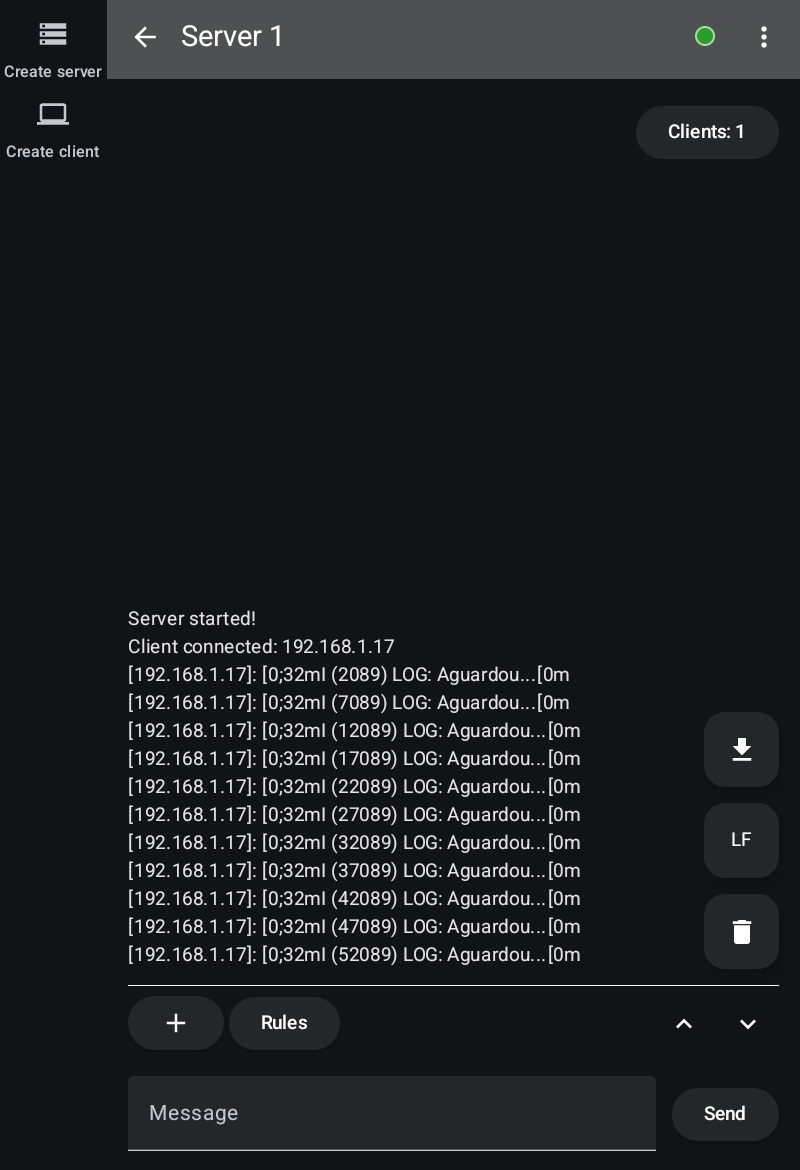 Create server
Create client
Server 1
Clients: 1
Server started!
Client connected: 192.168.1.17
[192.168.1.17]: [0;32mI (2089) LOG: Aguardou...[0m
[192.168.1.17]: [0;32mI (7089) LOG: Aguardou...[0m
[192.168.1.17]: [0;32mI (12089) LOG: Aguardou...[0m
[192.168.1.17]: [0;32mI (17089) LOG: Aguardou...[0m
[192.168.1.17]: [0;32mI (22089) LOG: Aguardou...[0m
[192.168.1.17]: [0;32mI (27089) LOG: Aguardou...[0m
[192.168.1.17]: [0;32mI (32089) LOG: Aguardou...[0m
[192.168.1.17]: [0;32mI (37089) LOG: Aguardou...[0m
[192.168.1.17]: [0;32mI (42089) LOG: Aguardou...[0m
[192.168.1.17]: [0;32mI (47089) LOG: Aguardou...[0m
[192.168.1.17]: [0;32mI (52089) LOG: Aguardou...[0m
LF
Rules
Message
Send